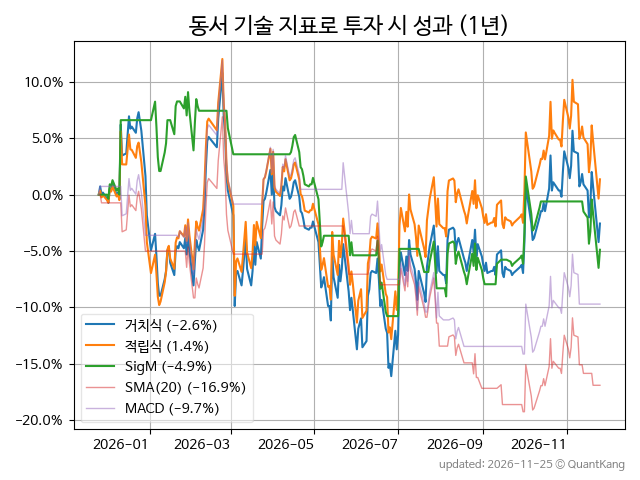 동서 기술 지표로 투자 시 성과 (1년)
10.0%
5.0%
0.0%
−5.0%
−10.0%
−15.0%
−20.0%
거치식 (−2.6%)
적립식 (1.4%)
SigM (−4.9%)
SMA(20) (−16.9%)
MACD (−9.7%)
2026−01 2026−03 2026−05 2026−07 2026−09 2026−11
updated: 2026−11−25 © QuantKang